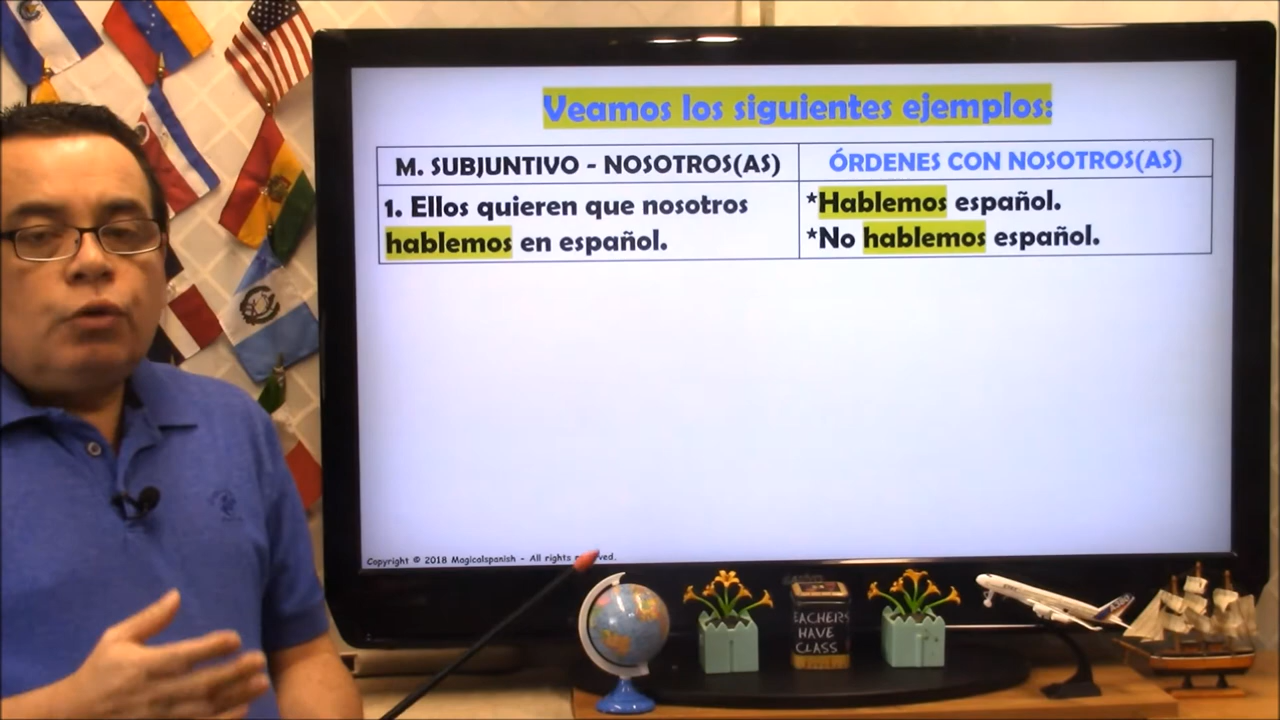 Veamos los siguientes ejemplos:
M. SUBJUNTIVO - NOSOTROS(AS)
ÓRDENES CON NOSOTROS(AS)
1. Ellos quieren que nosotros
hablemos en español.
*Hablemos español.
*No hablemos español.
Copyright © 2018 Magicalspanish - All rights
TEACHERS
HAVE
CLASS